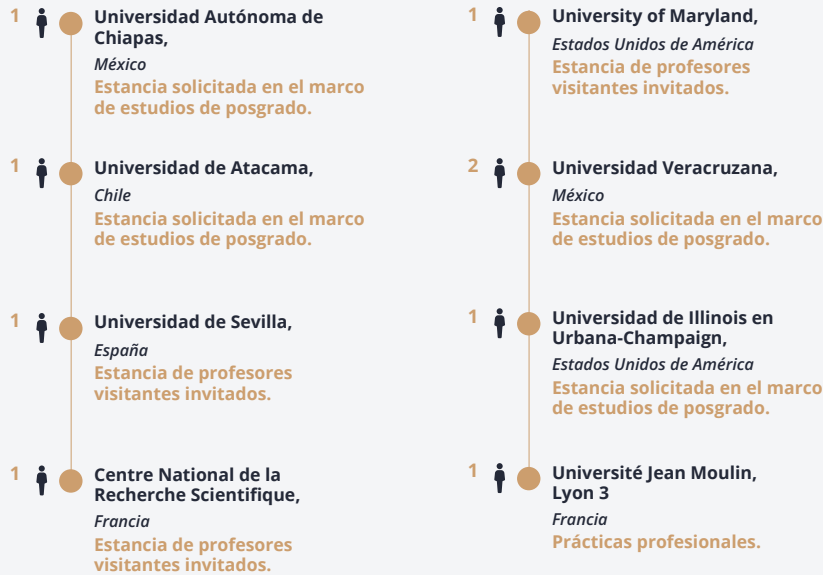 1
Universidad Autónoma de
Chiapas,
México
Estancia solicitada en el marco
de estudios de posgrado.
1
Universidad de Atacama,
Chile
Estancia solicitada en el marco
de estudios de posgrado.
1
Universidad de Sevilla,
España
Estancia de profesores
visitantes invitados.
1
Centre National de la
Recherche Scientifique,
Francia
Estancia de profesores
visitantes invitados.
1
University of Maryland,
Estados Unidos de América
Estancia de profesores
visitantes invitados.
2
Universidad Veracruzana,
México
Estancia solicitada en el marco
de estudios de posgrado.
1
Universidad de Illinois en
Urbana-Champaign,
Estados Unidos de América
Estancia solicitada en el marco
de estudios de posgrado.
1
Université Jean Moulin,
Lyon 3
Francia
Prácticas profesionales.